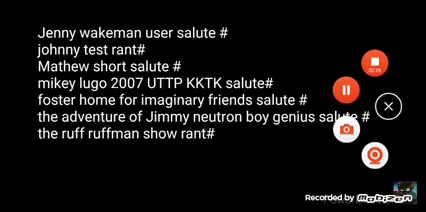 Jenny wakeman user salute #
johnny test rant#
Mathew short salute #
mikey lugo 2007 UTTP KKTK salute#
foster home for imaginary friends salute #
the adventure of Jimmy neutron boy genius salute #
the ruff ruffman show rant#
Recorded by Mobizen